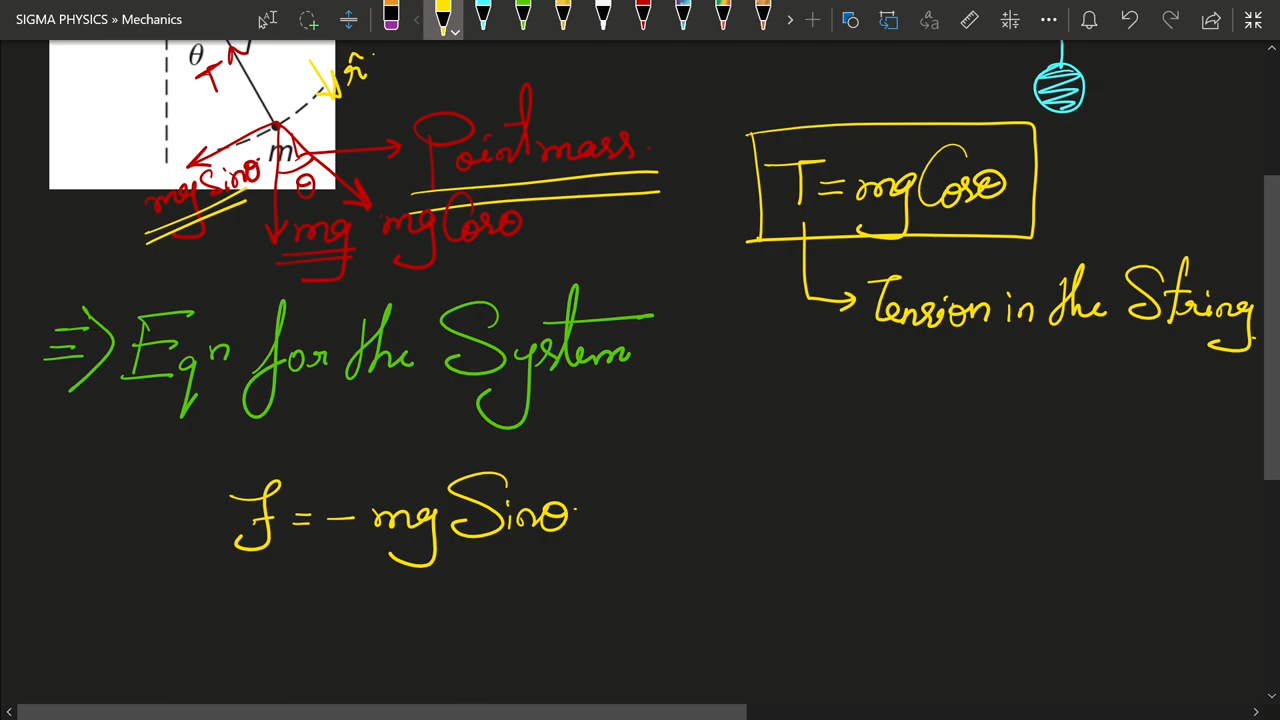 SIGMA PHYSICS » Mechanics
θ
T
r̂
m
mg Sinθ
θ
mg
mg Cosθ
Point mass.
T = mg Cosθ
Tension in the String
⇒ Eqn for the System
F = - mg Sinθ